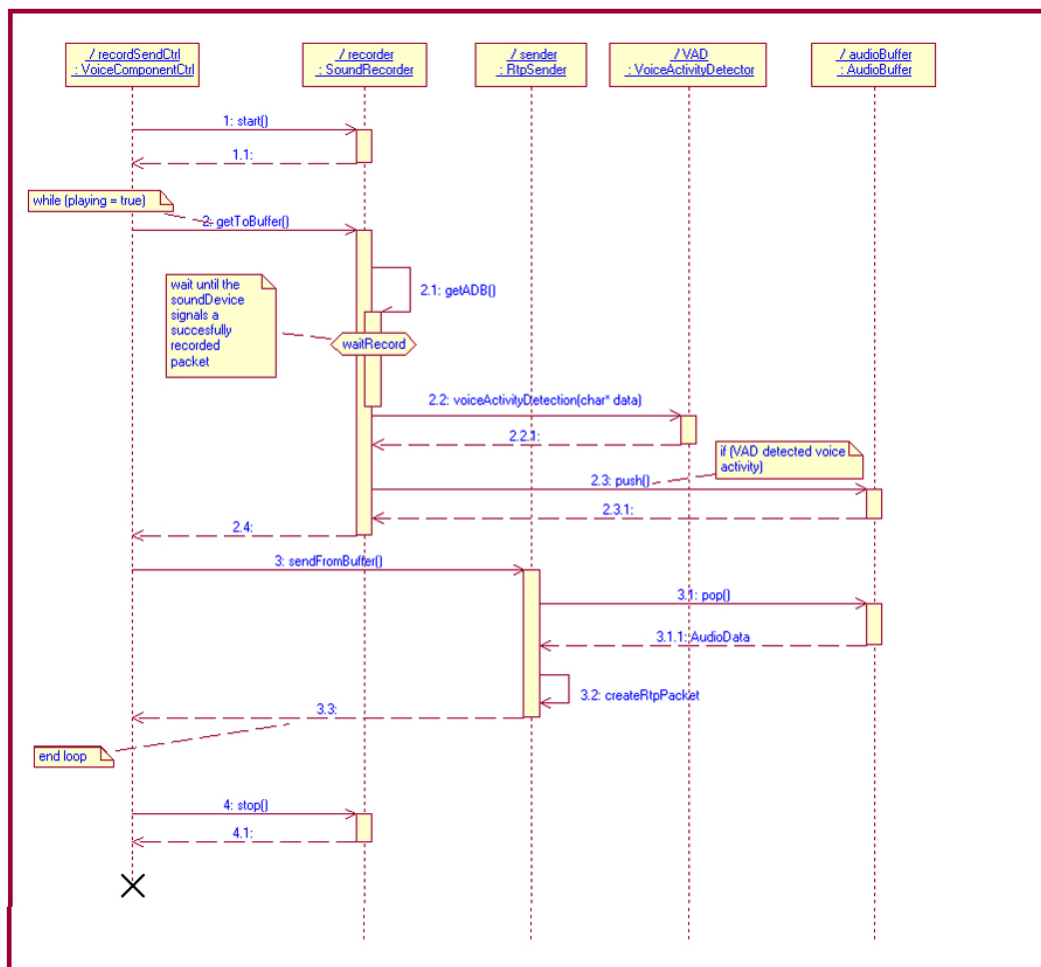 / recordSendCtrl
: VoiceComponentCtrl
/ recorder
: SoundRecorder
/ sender
: RtpSender
/ VAD
: VoiceActivityDetector
/ audioBuffer
: AudioBuffer
1: start()
1.1:
while (playing = true)
2: getToBuffer()
wait until the
soundDevice
signals a
succesfully
recorded
packet
2.1: getADB()
waitRecord
2.2: voiceActivityDetection(char* data)
2.2.1:
if (VAD detected voice
activity)
2.3: push()
2.3.1:
2.4:
3: sendFromBuffer()
3.1: pop()
3.1.1: AudioData
3.2: createRtpPacket
3.3:
end loop
4: stop()
4.1: